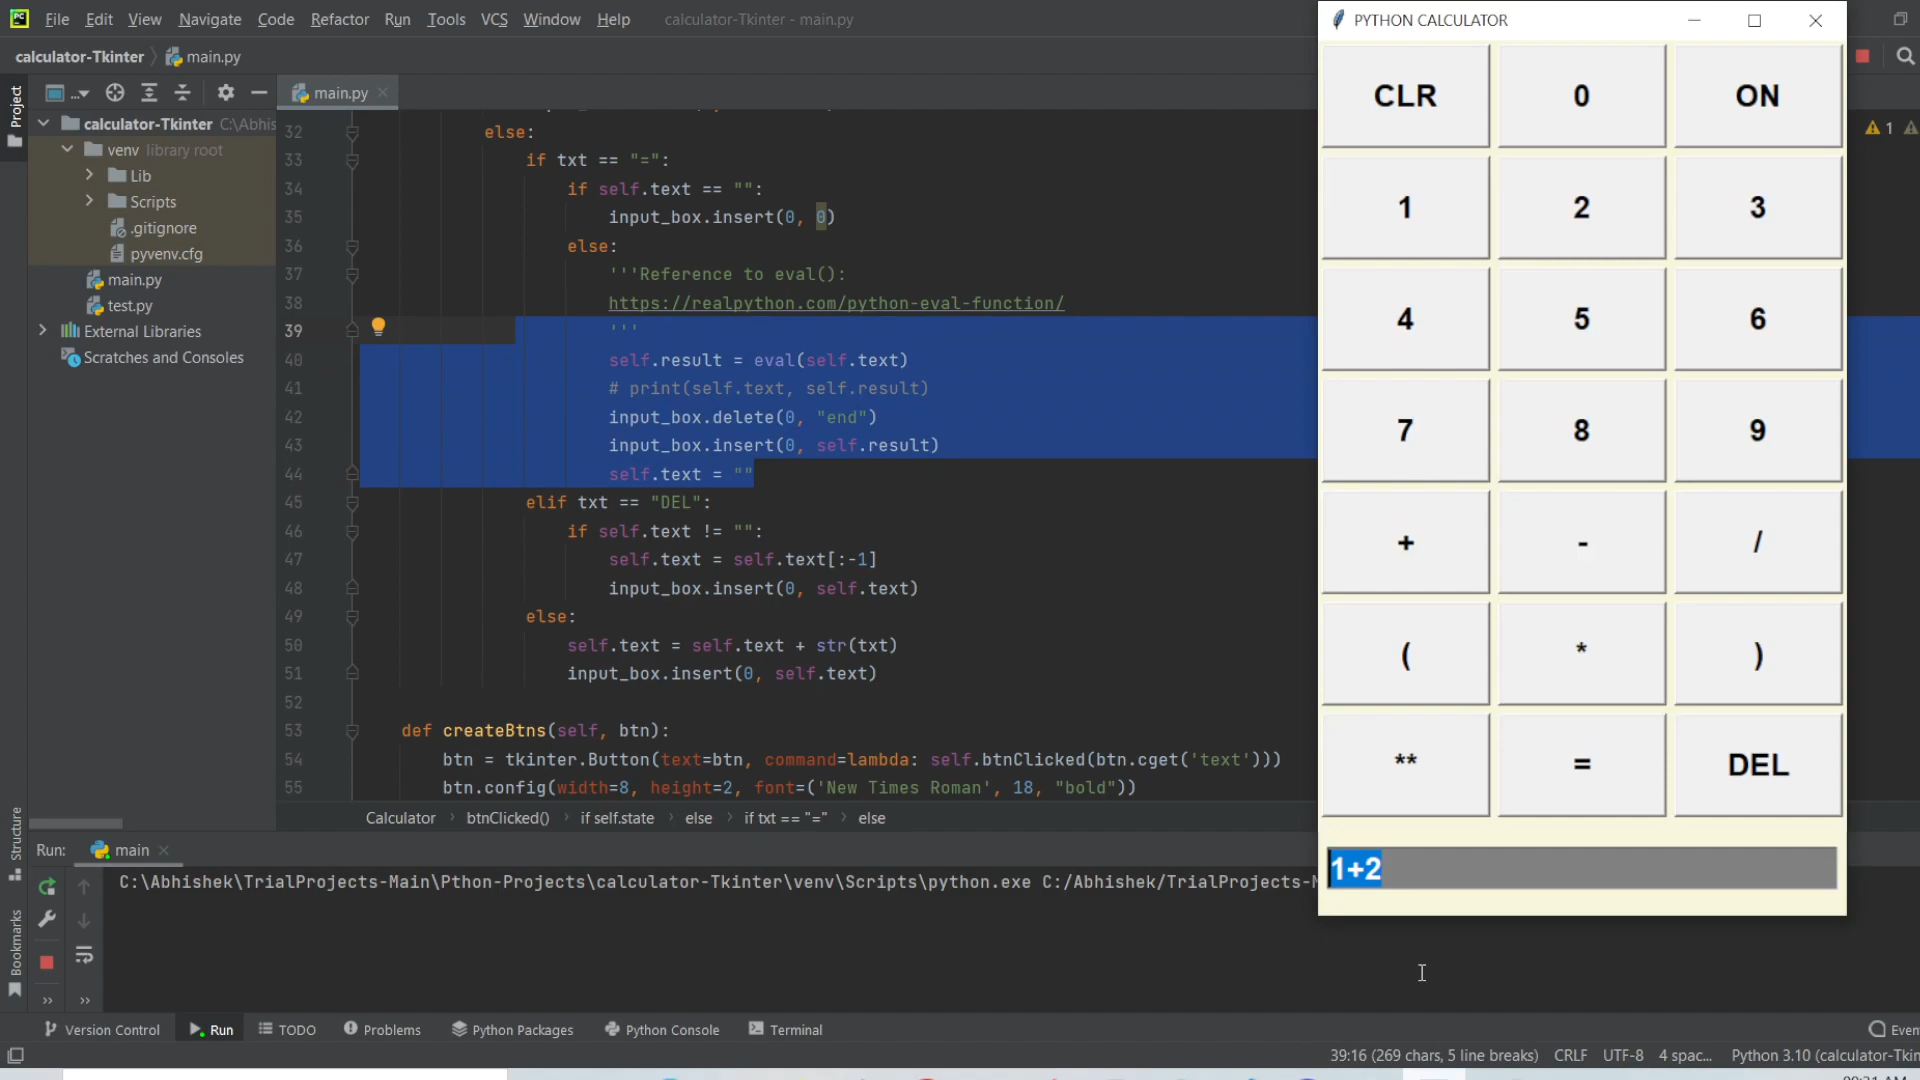 File Edit View Navigate Code Refactor Run Tools VCS Window Help calculator-Tkinter - main.py
calculator-Tkinter main.py
Project
main.py
calculator-Tkinter C:\Abhis
venv library root
Lib
Scripts
.gitignore
pyvenv.cfg
main.py
test.py
External Libraries
Scratches and Consoles
32 else:
33 if txt == "=":
34 if self.text == "":
35 input_box.insert(0, 0)
36 else:
37 '''Reference to eval():
38 https://realpython.com/python-eval-function/
39 '''
40 self.result = eval(self.text)
41 # print(self.text, self.result)
42 input_box.delete(0, "end")
43 input_box.insert(0, self.result)
44 self.text = ""
45 elif txt == "DEL":
46 if self.text != "":
47 self.text = self.text[:-1]
48 input_box.insert(0, self.text)
49 else:
50 self.text = self.text + str(txt)
51 input_box.insert(0, self.text)
52
53 def createBtns(self, btn):
54 btn = tkinter.Button(text=btn, command=lambda: self.btnClicked(btn.cget('text')))
55 btn.config(width=8, height=2, font=('New Times Roman', 18, "bold"))
Calculator btnClicked() if self.state else if txt == "=" else
1
PYTHON CALCULATOR
CLR 0 ON
1 2 3
4 5 6
7 8 9
+ - /
( * )
** = DEL
1+2
Structure
Bookmarks
Run: main
C:\Abhishek\TrialProjects-Main\Pthon-Projects\calculator-Tkinter\venv\Scripts\python.exe C:/Abhishek/TrialProjects-
Version Control Run TODO Problems Python Packages Python Console Terminal Even
39:16 (269 chars, 5 line breaks) CRLF UTF-8 4 spac... Python 3.10 (calculator-Tkin